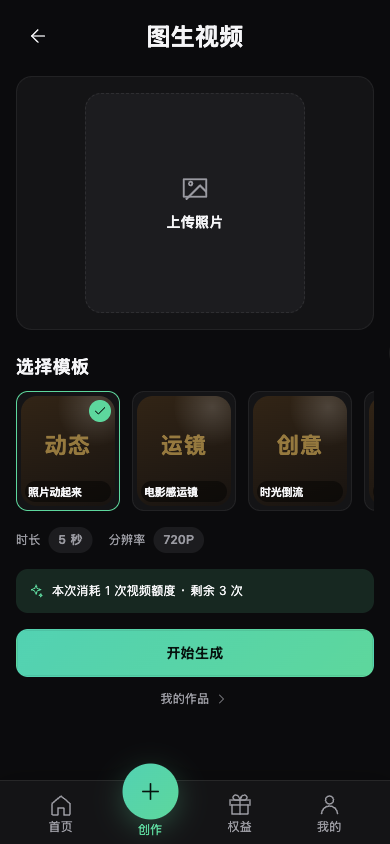 图生视频
上传照片
选择模板
动态
照片动起来
运镜
电影感运镜
创意
时光倒流
时长 5 秒 分辨率 720P
本次消耗 1 次视频额度 · 剩余 3 次
开始生成
我的作品
首页
创作
权益
我的